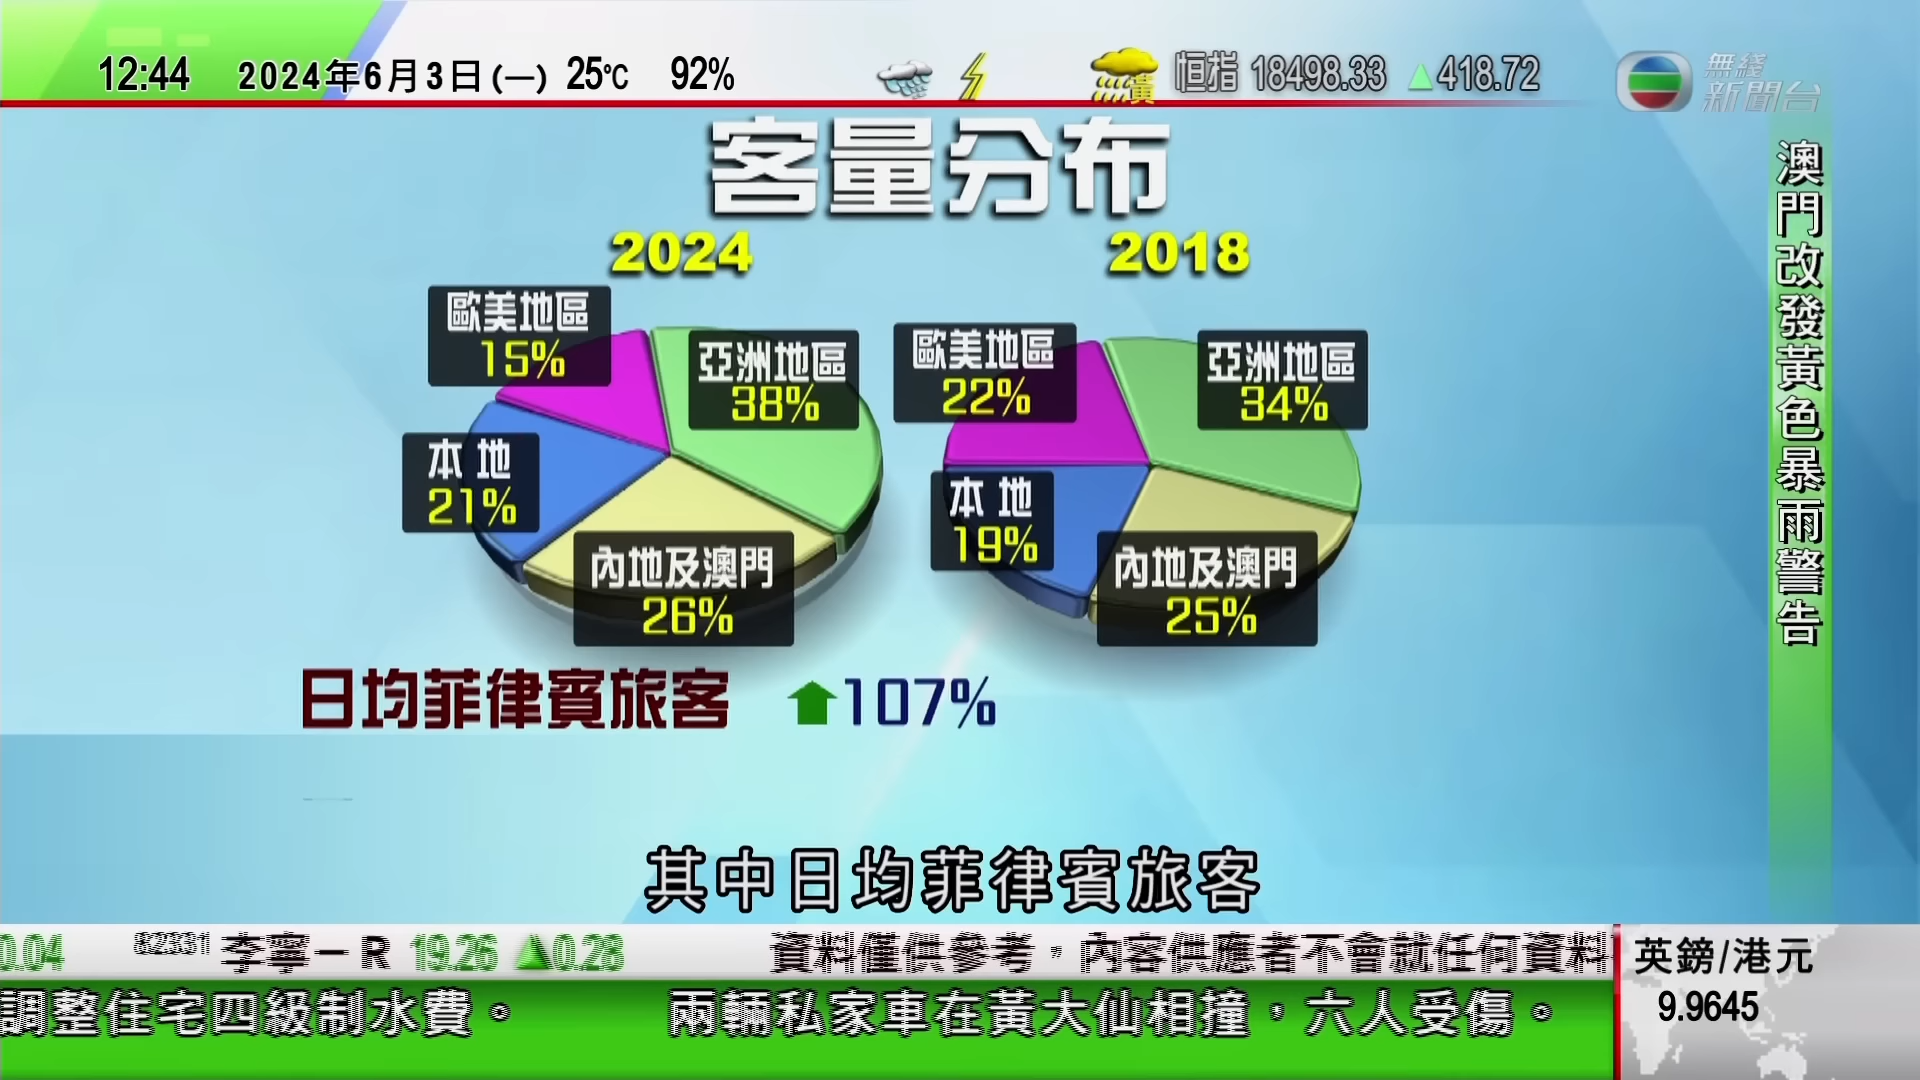 12:44 2024年6月3日(一) 25℃ 92% 黃 恒指 18498.33 ▲418.72
無綫
新聞台
客量分布
2024
2018
歐美地區
15%
亞洲地區
38%
本地
21%
內地及澳門
26%
歐美地區
22%
亞洲地區
34%
本地
19%
內地及澳門
25%
日均菲律賓旅客 107%
澳門改發黃色暴雨警告
其中日均菲律賓旅客
0.04 82331 李寧－R 19.26 ▲0.28 資料僅供參考，內容供應者不會就任何資料
調整住宅四級制水費。 兩輛私家車在黃大仙相撞，六人受傷。
英鎊/港元
9.9645